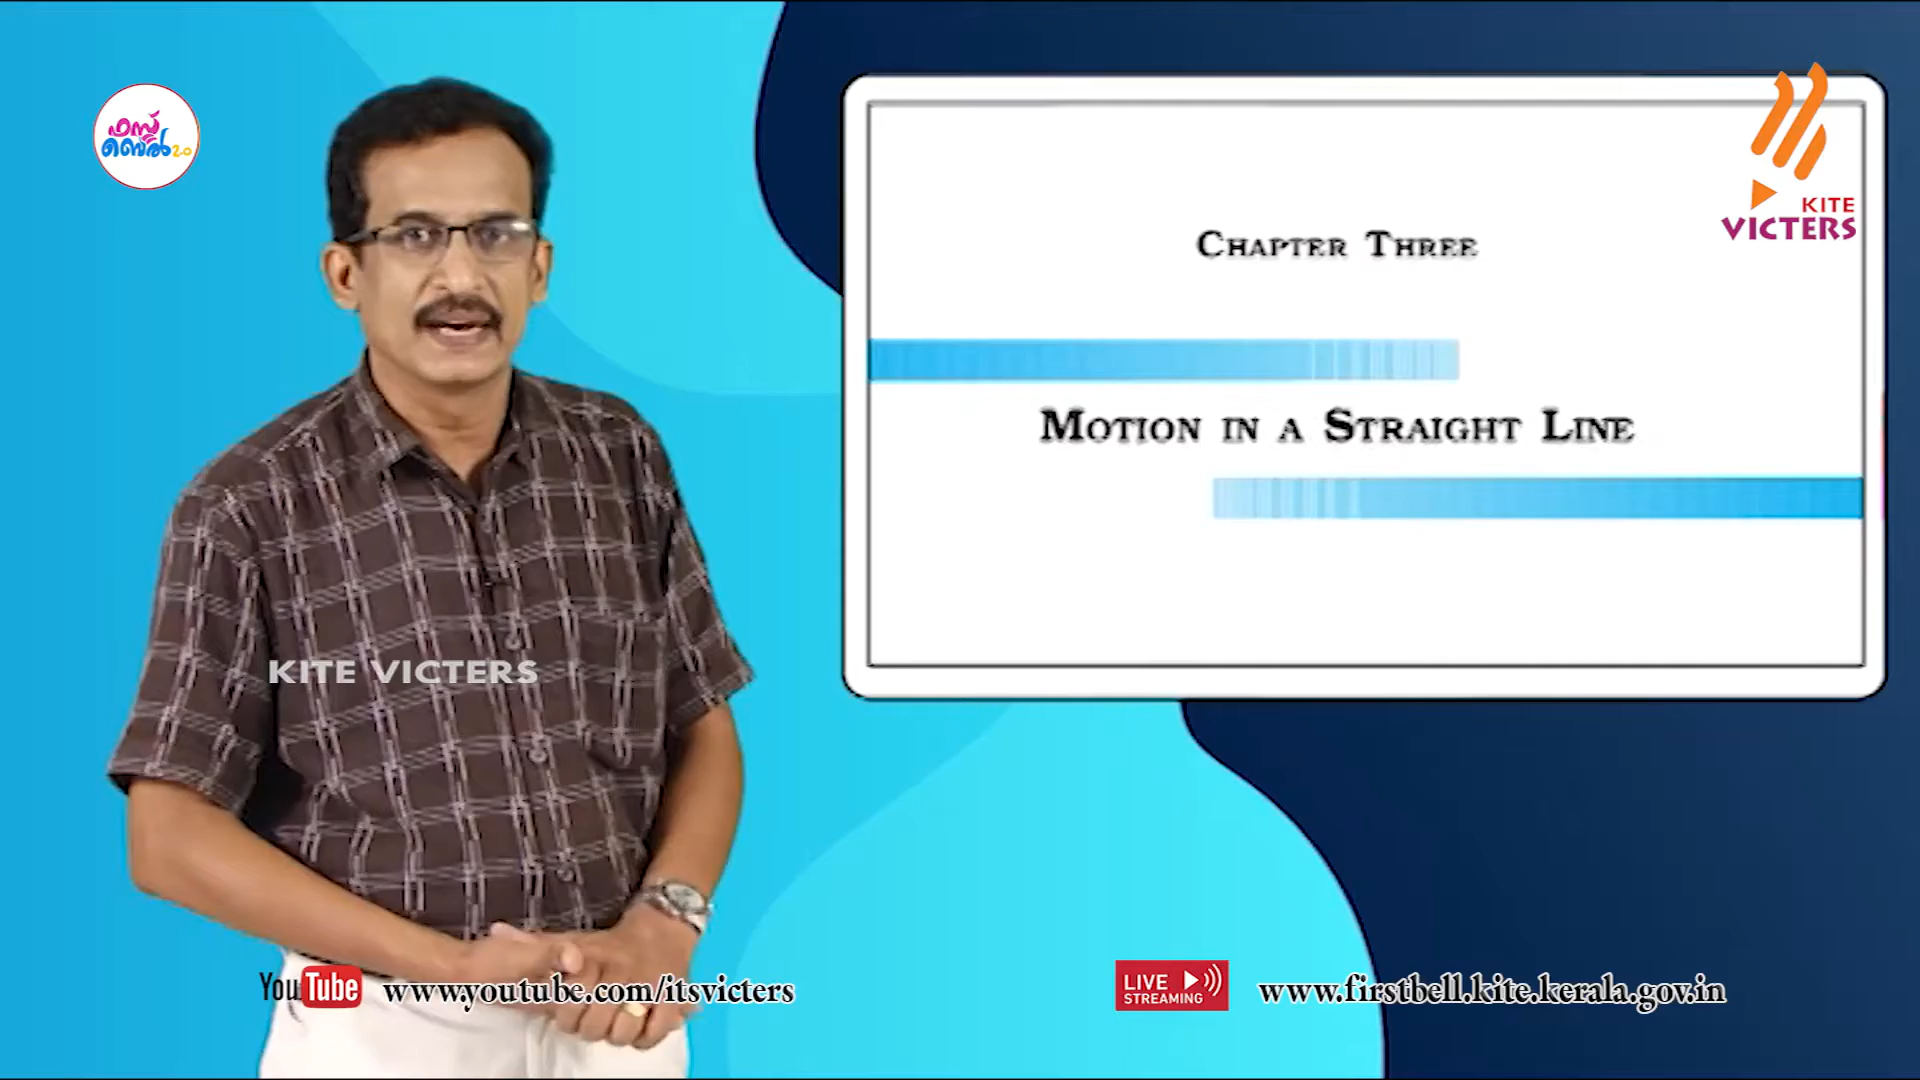 ഫസ്റ്റ്
ബെൽ 2.0
KITE
VICTERS
CHAPTER THREE
MOTION IN A STRAIGHT LINE
KITE VICTERS
YouTube www.youtube.com/itsvicters
LIVE
STREAMING
www.firstbell.kite.kerala.gov.in